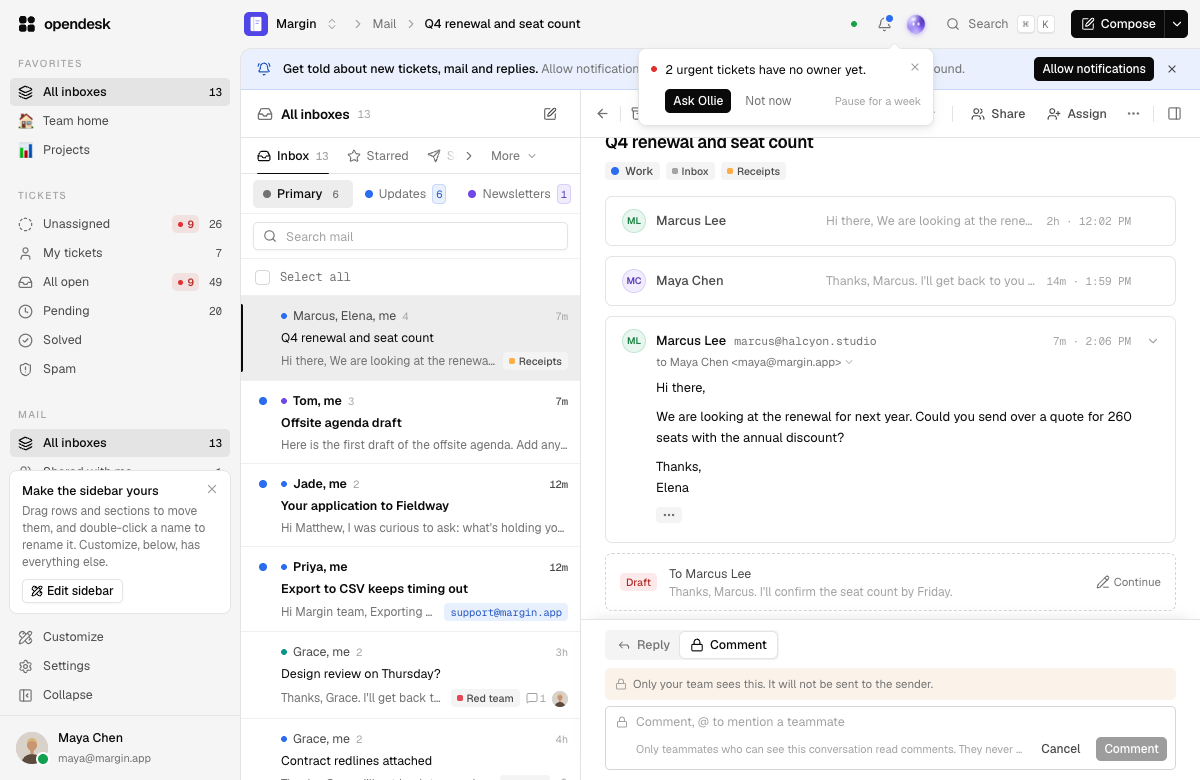 opendesk
Margin
Mail
Q4 renewal and seat count
Search
⌘ K
Compose
FAVORITES
All inboxes 13
Team home
Projects
TICKETS
Unassigned 9 26
My tickets 7
All open 9 49
Pending 20
Solved
Spam
MAIL
All inboxes 13
Make the sidebar yours
Drag rows and sections to move
them, and double-click a name to
rename it. Customize, below, has
everything else.
Edit sidebar
Customize
Settings
Collapse
Maya Chen
maya@margin.app
Get told about new tickets, mail and replies. Allow notification
ound.
Allow notifications
2 urgent tickets have no owner yet.
Ask Ollie
Not now
Pause for a week
All inboxes 13
Inbox 13
Starred
S
More
Primary 6
Updates 6
Newsletters 1
Search mail
Select all
Marcus, Elena, me 4 7m
Q4 renewal and seat count
Hi there, We are looking at the renewa… Receipts
Tom, me 3 7m
Offsite agenda draft
Here is the first draft of the offsite agenda. Add any…
Jade, me 2 12m
Your application to Fieldway
Hi Matthew, I was curious to ask: what's holding yo…
Priya, me 12m
Export to CSV keeps timing out
Hi Margin team, Exporting … support@margin.app
Grace, me 2 3h
Design review on Thursday?
Thanks, Grace. I'll get back t… Red team 1
Grace, me 2 4h
Contract redlines attached
Share
Assign
Q4 renewal and seat count
Work
Inbox
Receipts
ML Marcus Lee Hi there, We are looking at the rene… 2h · 12:02 PM
MC Maya Chen Thanks, Marcus. I'll get back to you … 14m · 1:59 PM
ML Marcus Lee marcus@halcyon.studio 7m · 2:06 PM
to Maya Chen <maya@margin.app>
Hi there,
We are looking at the renewal for next year. Could you send over a quote for 260
seats with the annual discount?
Thanks,
Elena
Draft
To Marcus Lee
Thanks, Marcus. I'll confirm the seat count by Friday.
Continue
Reply
Comment
Only your team sees this. It will not be sent to the sender.
Comment, @ to mention a teammate
Only teammates who can see this conversation read comments. They never …
Cancel
Comment